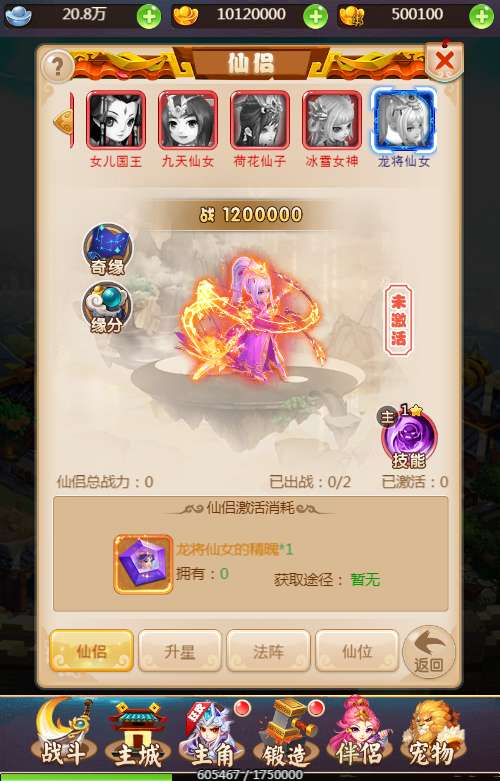 20.8万
10120000
500100
?
仙侣
女儿国王
九天仙女
荷花仙子
冰雪女神
龙将仙女
战 1200000
奇缘
缘分
未激活
主
1
技能
仙侣总战力：0
已出战：0/2
已激活：0
仙侣激活消耗
龙将仙女的精魄*1
拥有：0
获取途径：暂无
仙侣
升星
法阵
仙位
返回
战斗
主城
主角
锻造
伴侣
宠物
605467 / 1750000